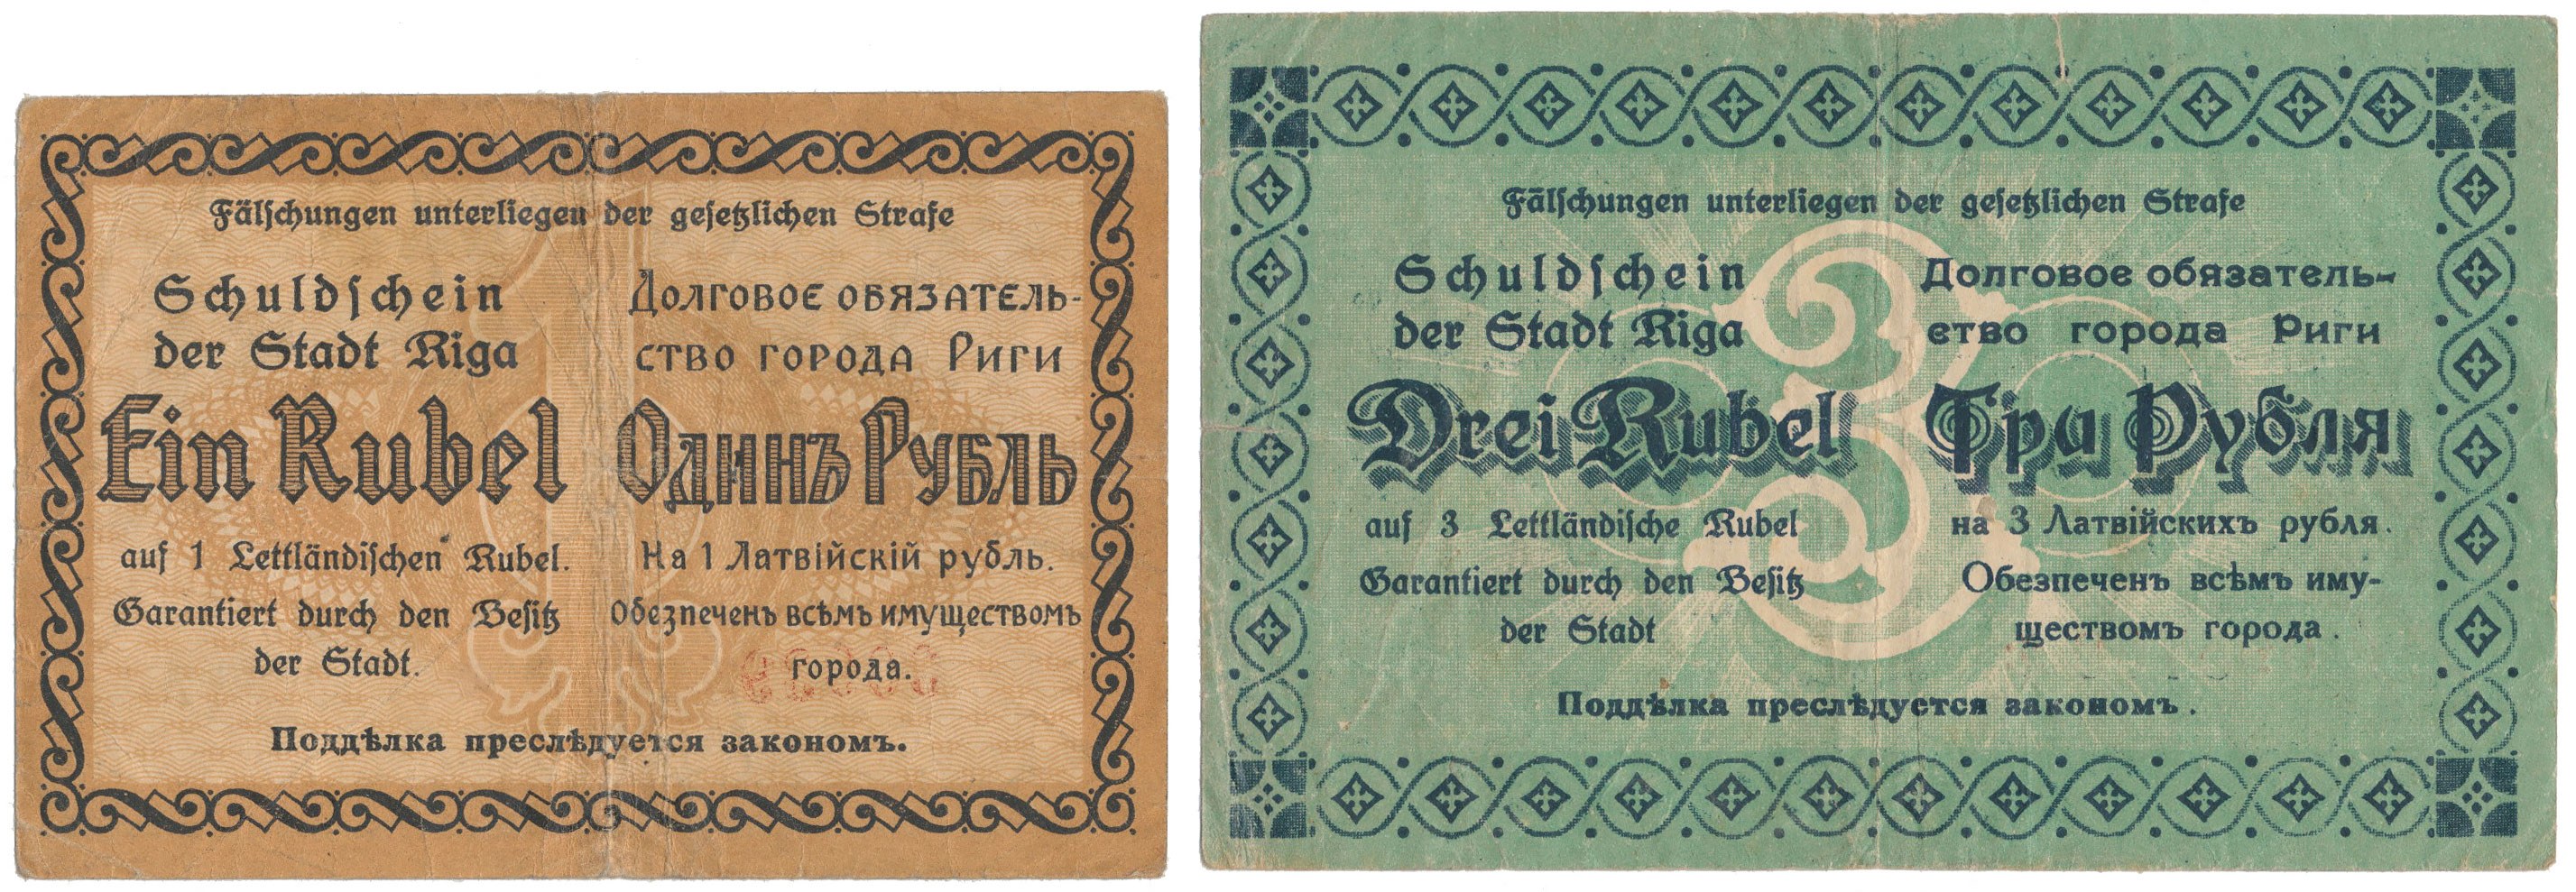 Fälschungen unterliegen der gesetzlichen Strafe
Schuldschein
der Stadt Riga
Ein Rubel
auf 1 Lettländischen Rubel.
Garantiert durch den Besitz
der Stadt.
Долговое обязатель-
ство города Риги
Одинъ Рубль
На 1 Латвійскій рубль.
Обезпеченъ всѣмъ имуществомъ
города.
Поддѣлка преслѣдуется закономъ.
Fälschungen unterliegen der gesetzlichen Strafe
Schuldschein
der Stadt Riga
Drei Rubel
auf 3 Lettländische Rubel
Garantiert durch den Besitz
der Stadt
Долговое обязатель-
ство города Риги
3
Три Рубля
на 3 Латвійскихъ рубля.
Обезпеченъ всѣмъ иму-
ществомъ города.
Поддѣлка преслѣдуется закономъ.